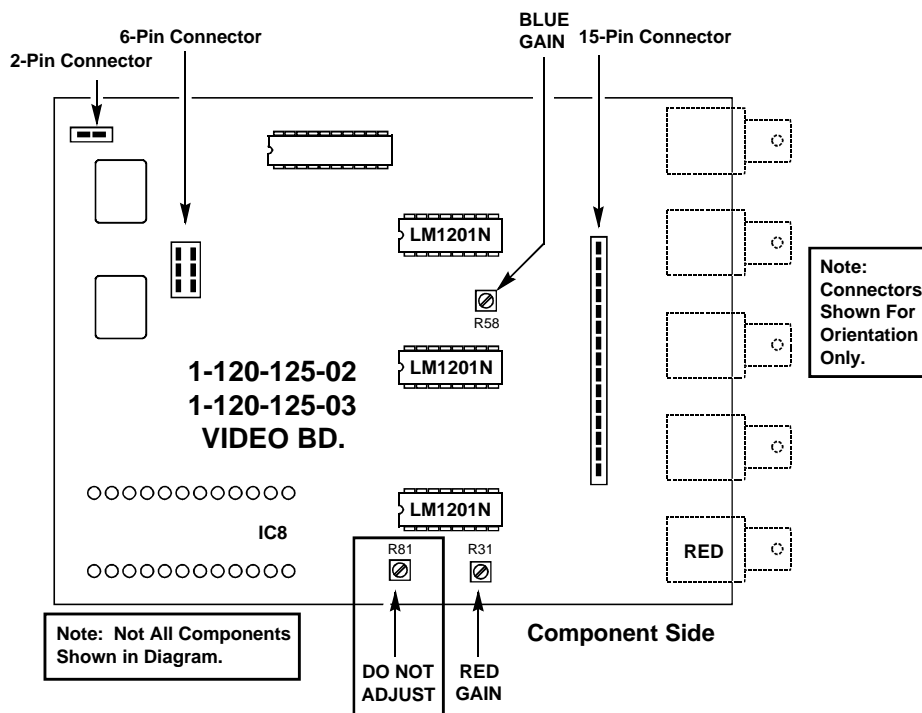 BLUE
GAIN
6-Pin Connector
15-Pin Connector
2-Pin Connector
LM1201N
Note:
Connectors
Shown For
Orientation
Only.
R58
1-120-125-02
1-120-125-03
VIDEO BD.
LM1201N
LM1201N
IC8
R81
R31
RED
Note: Not All Components
Shown in Diagram.
Component Side
DO NOT
ADJUST
RED
GAIN